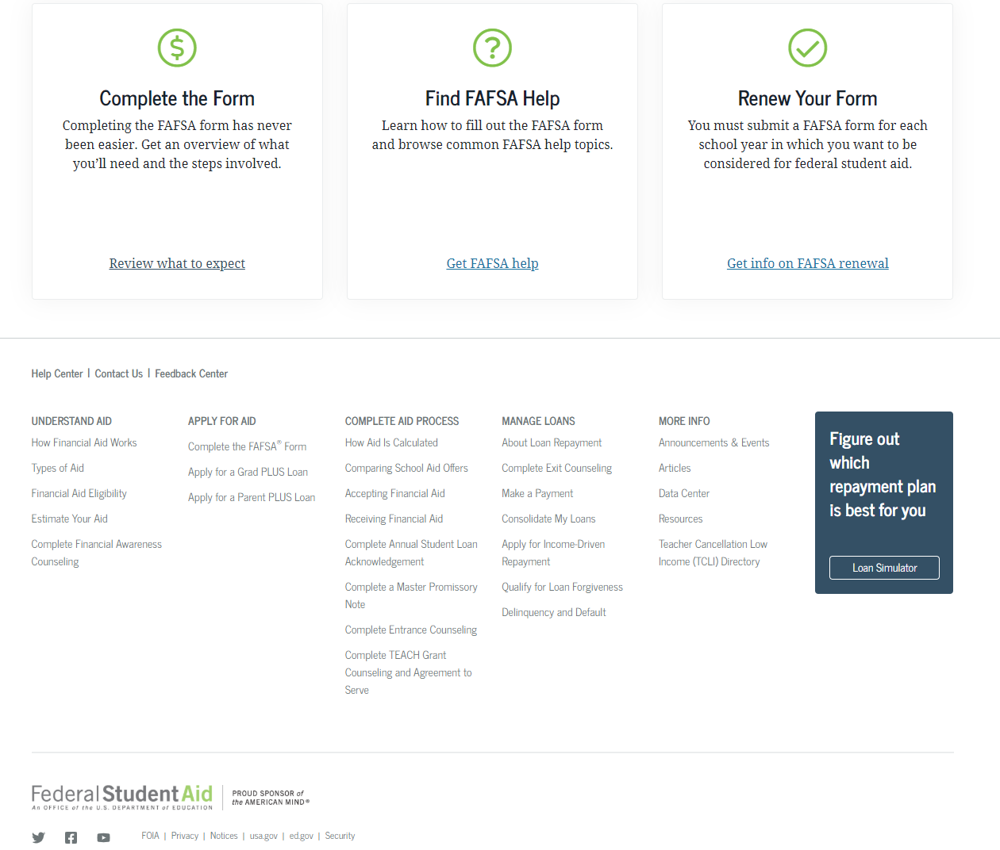 Complete the Form
Completing the FAFSA form has never
been easier. Get an overview of what
you’ll need and the steps involved.
Review what to expect
Find FAFSA Help
Learn how to fill out the FAFSA form
and browse common FAFSA help topics.
Get FAFSA help
Renew Your Form
You must submit a FAFSA form for each
school year in which you want to be
considered for federal student aid.
Get info on FAFSA renewal
Help Center | Contact Us | Feedback Center
UNDERSTAND AID
How Financial Aid Works
Types of Aid
Financial Aid Eligibility
Estimate Your Aid
Complete Financial Awareness
Counseling
APPLY FOR AID
Complete the FAFSA® Form
Apply for a Grad PLUS Loan
Apply for a Parent PLUS Loan
COMPLETE AID PROCESS
How Aid Is Calculated
Comparing School Aid Offers
Accepting Financial Aid
Receiving Financial Aid
Complete Annual Student Loan
Acknowledgement
Complete a Master Promissory
Note
Complete Entrance Counseling
Complete TEACH Grant
Counseling and Agreement to
Serve
MANAGE LOANS
About Loan Repayment
Complete Exit Counseling
Make a Payment
Consolidate My Loans
Apply for Income-Driven
Repayment
Qualify for Loan Forgiveness
Delinquency and Default
MORE INFO
Announcements & Events
Articles
Data Center
Resources
Teacher Cancellation Low
Income (TCLI) Directory
Figure out
which
repayment plan
is best for you
Loan Simulator
Federal Student Aid
An OFFICE of the U.S. DEPARTMENT of EDUCATION
PROUD SPONSOR of
the AMERICAN MIND®
FOIA | Privacy | Notices | usa.gov | ed.gov | Security